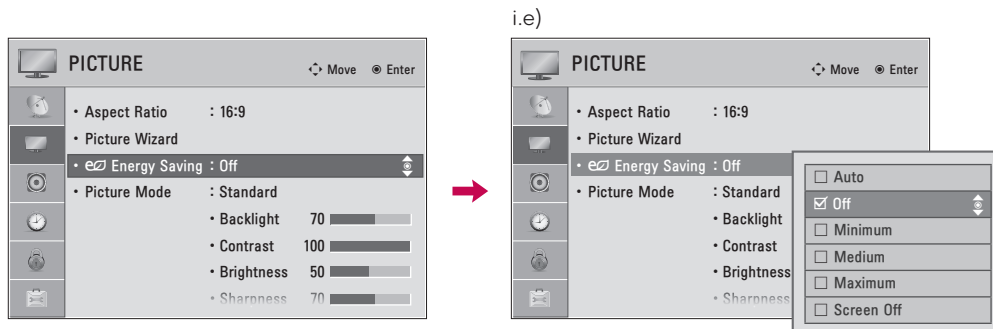 i.e)
PICTURE
Move Enter
• Aspect Ratio : 16:9
• Picture Wizard
• Energy Saving : Off
• Picture Mode : Standard
• Backlight 70
• Contrast 100
• Brightness 50
• Sharpness 70
PICTURE
Move Enter
• Aspect Ratio : 16:9
• Picture Wizard
• Energy Saving : Off
• Picture Mode : Standard
• Backlight
• Contrast
• Brightness
• Sharpness
Auto
Off
Minimum
Medium
Maximum
Screen Off